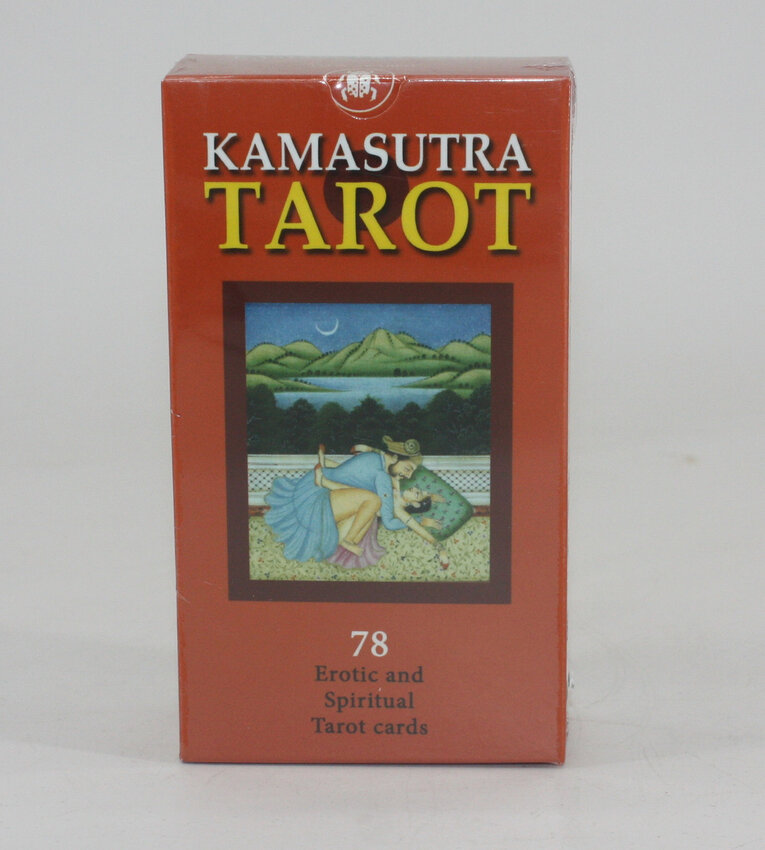 KAMASUTRA
TAROT
78
Erotic and
Spiritual
Tarot cards